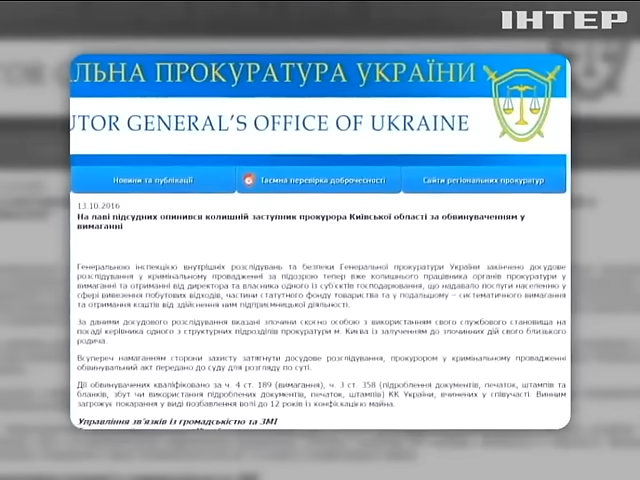 ІНТЕР
АЛЬНА ПРОКУРАТУРА УКРАЇНИ
UTOR GENERAL'S OFFICE OF UKRAINE
Новини та публікації
Таємна перевірка доброчесності
Сайти регіональних прокуратур
13.10.2016
На лаві підсудних опинився колишній заступник прокурора Київської області за обвинуваченням у
вимаганні
Генеральною інспекцією внутрішніх розслідувань та безпеки Генеральної прокуратури України закінчено досудове
розслідування у кримінальному провадженні за підозрою тепер вже колишнього працівника органів прокуратури у
вимаганні та отриманні від директора та власника одного із суб'єктів господарювання, що надавало послуги населенню у
сфері вивезення побутових відходів, частини статутного фонду товариства та у подальшому – систематичного вимагання
та отримання коштів від здійснення ним підприємницької діяльності.
За даними досудового розслідування вказані злочини скоєно особою з використанням свого службового становища на
посаді керівника одного з структурних підрозділів прокуратури м. Києва із залученням до злочинних дій свого близького
родича.
Всупереч намаганням сторони захисту затягнути досудове розслідування, прокурором у кримінальному провадженні
обвинувальний акт передано до суду для розгляду по суті.
Дії обвинувачених кваліфіковано за ч. 4 ст. 189 (вимагання), ч. 3 ст. 358 (підроблення документів, печаток, штампів та
бланків, збут чи використання підроблених документів, печаток, штампів) КК України, вчинених у співучасті. Винним
загрожує покарання у виді позбавлення волі до 12 років із конфіскацією майна.
Управління зв'язків із громадськістю та ЗМІ